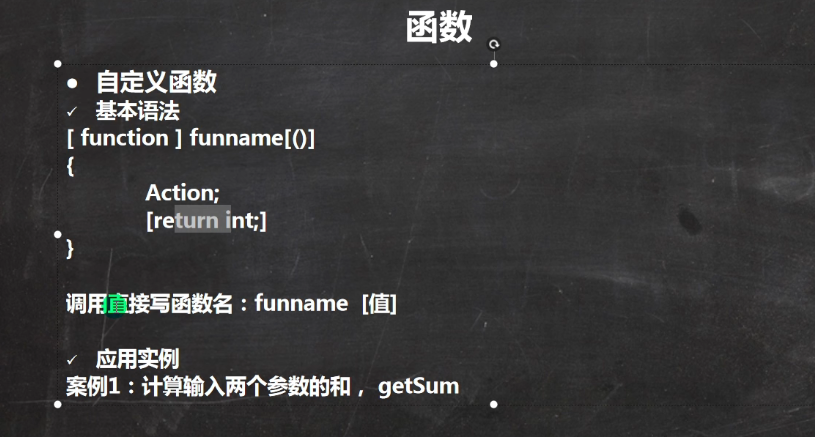 函数
● 自定义函数
✓ 基本语法
[ function ] funname[()]
{
Action;
[return int;]
}
调用直接写函数名：funname [值]
✓ 应用实例
案例1：计算输入两个参数的和， getSum